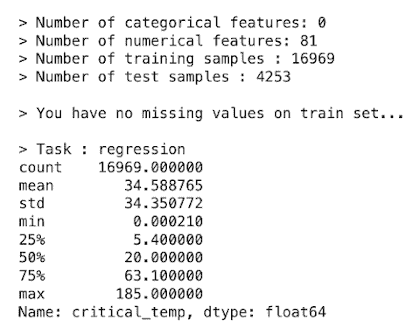 > Number of categorical features: 0
> Number of numerical features: 81
> Number of training samples : 16969
> Number of test samples : 4253
> You have no missing values on train set...
> Task : regression
count 16969.000000
mean 34.588765
std 34.350772
min 0.000210
25% 5.400000
50% 20.000000
75% 63.100000
max 185.000000
Name: critical_temp, dtype: float64